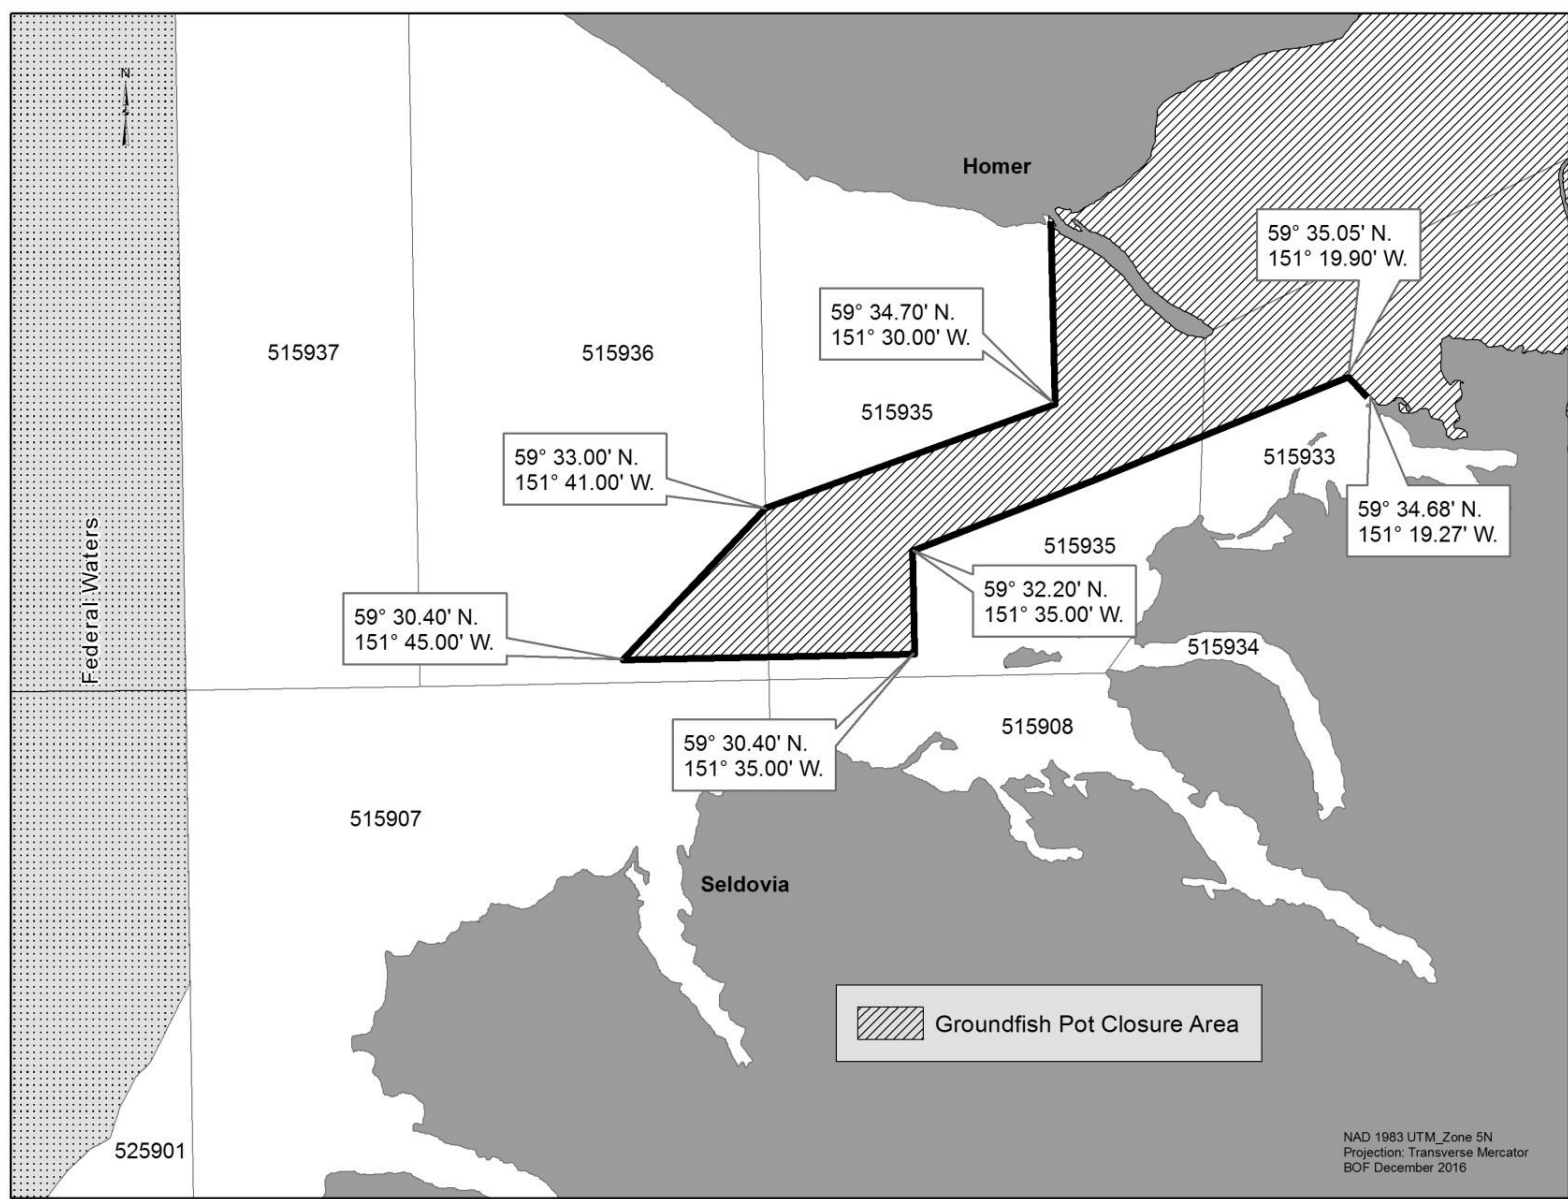 N
Homer
59° 35.05' N.
151° 19.90' W.
59° 34.70' N.
151° 30.00' W.
515937
515936
515935
59° 33.00' N.
151° 41.00' W.
515933
59° 34.68' N.
151° 19.27' W.
Federal Waters
515935
59° 32.20' N.
151° 35.00' W.
59° 30.40' N.
151° 45.00' W.
515934
59° 30.40' N.
151° 35.00' W.
515908
515907
Seldovia
Groundfish Pot Closure Area
525901
NAD 1983 UTM_Zone 5N
Projection: Transverse Mercator
BOF December 2016